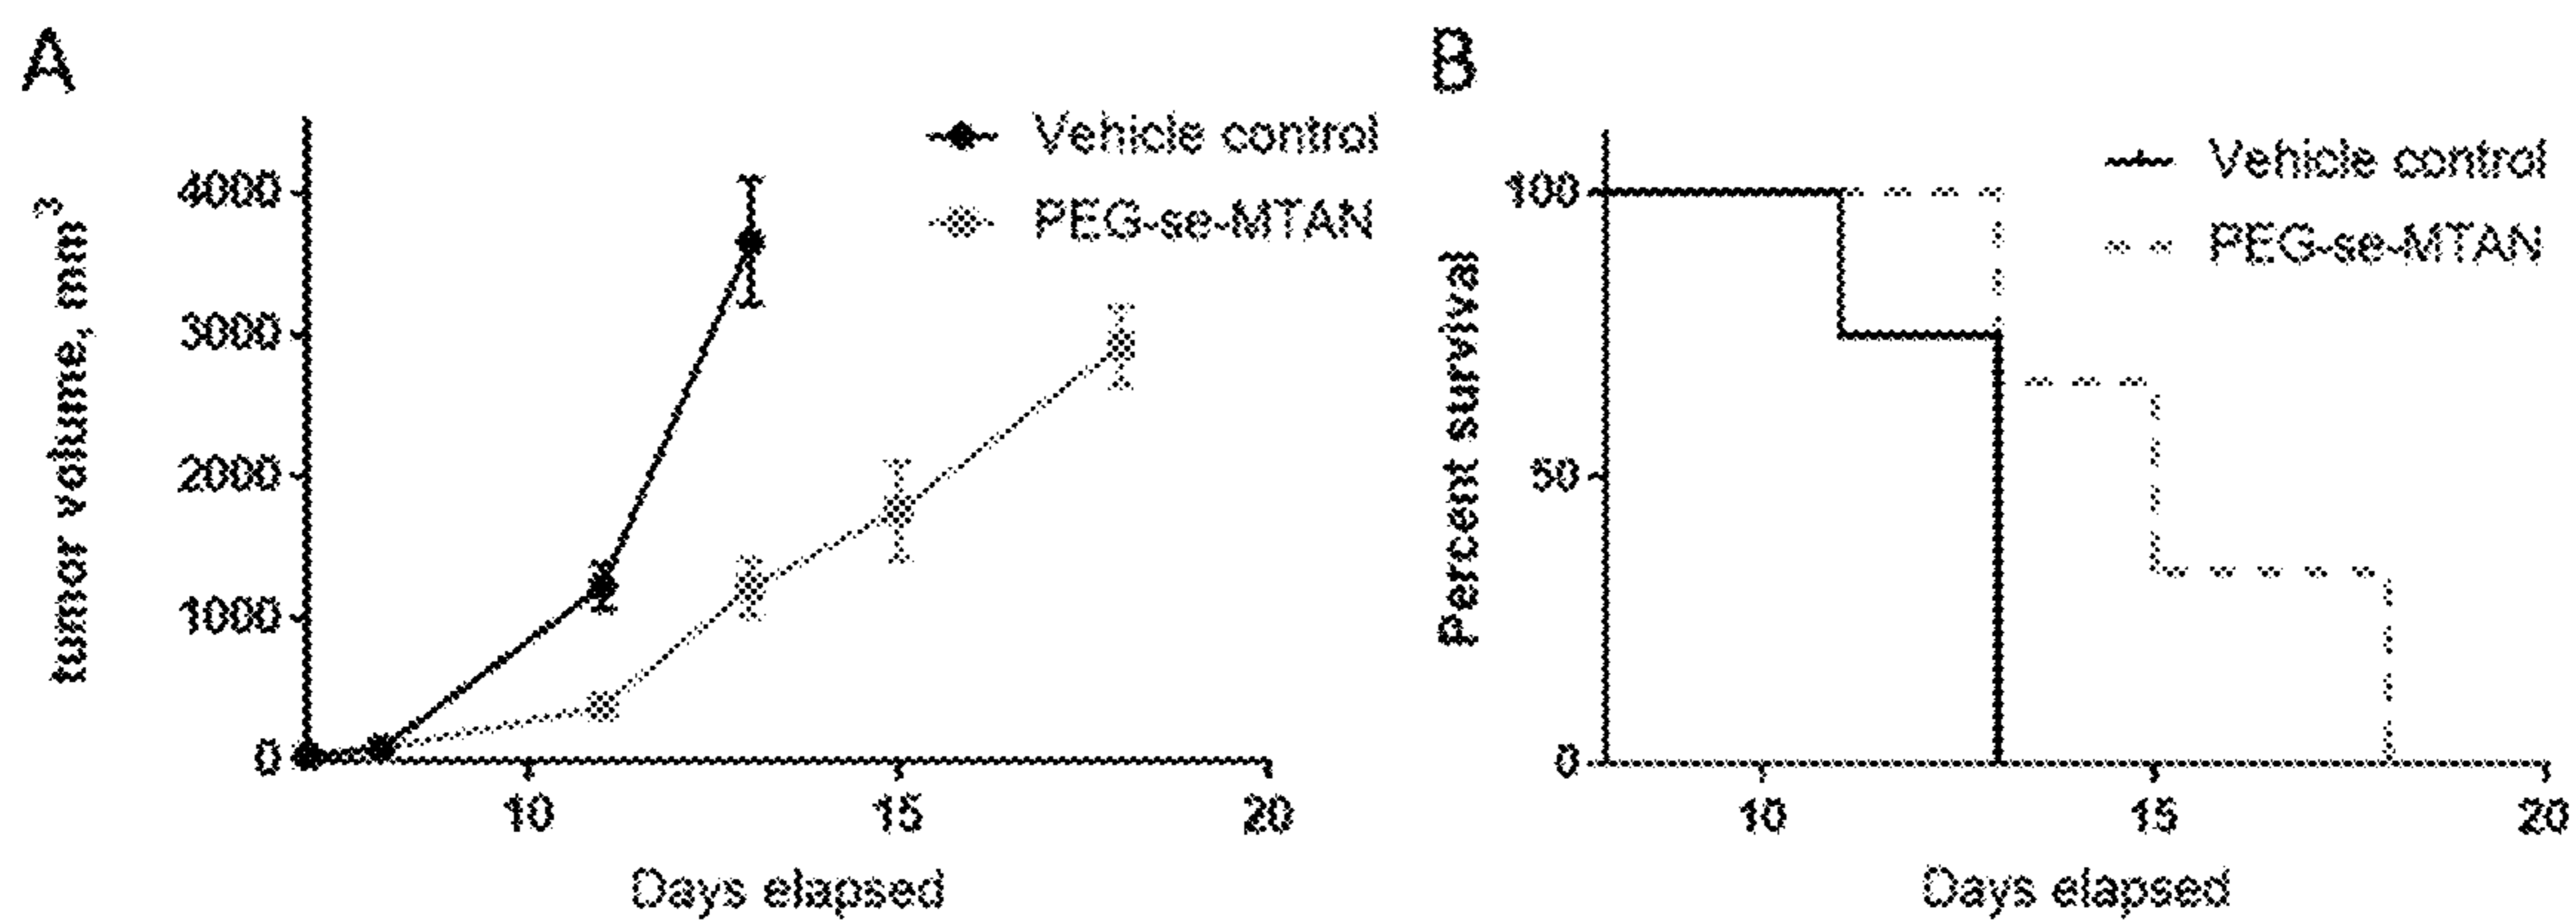 A
tumor volume, mm³
4000
3000
2000
1000
0
10
15
20
Days elapsed
Vehicle control
PEG-se-MTAN
B
Percent survival
100
50
0
10
15
20
Days elapsed
Vehicle control
PEG-se-MTAN